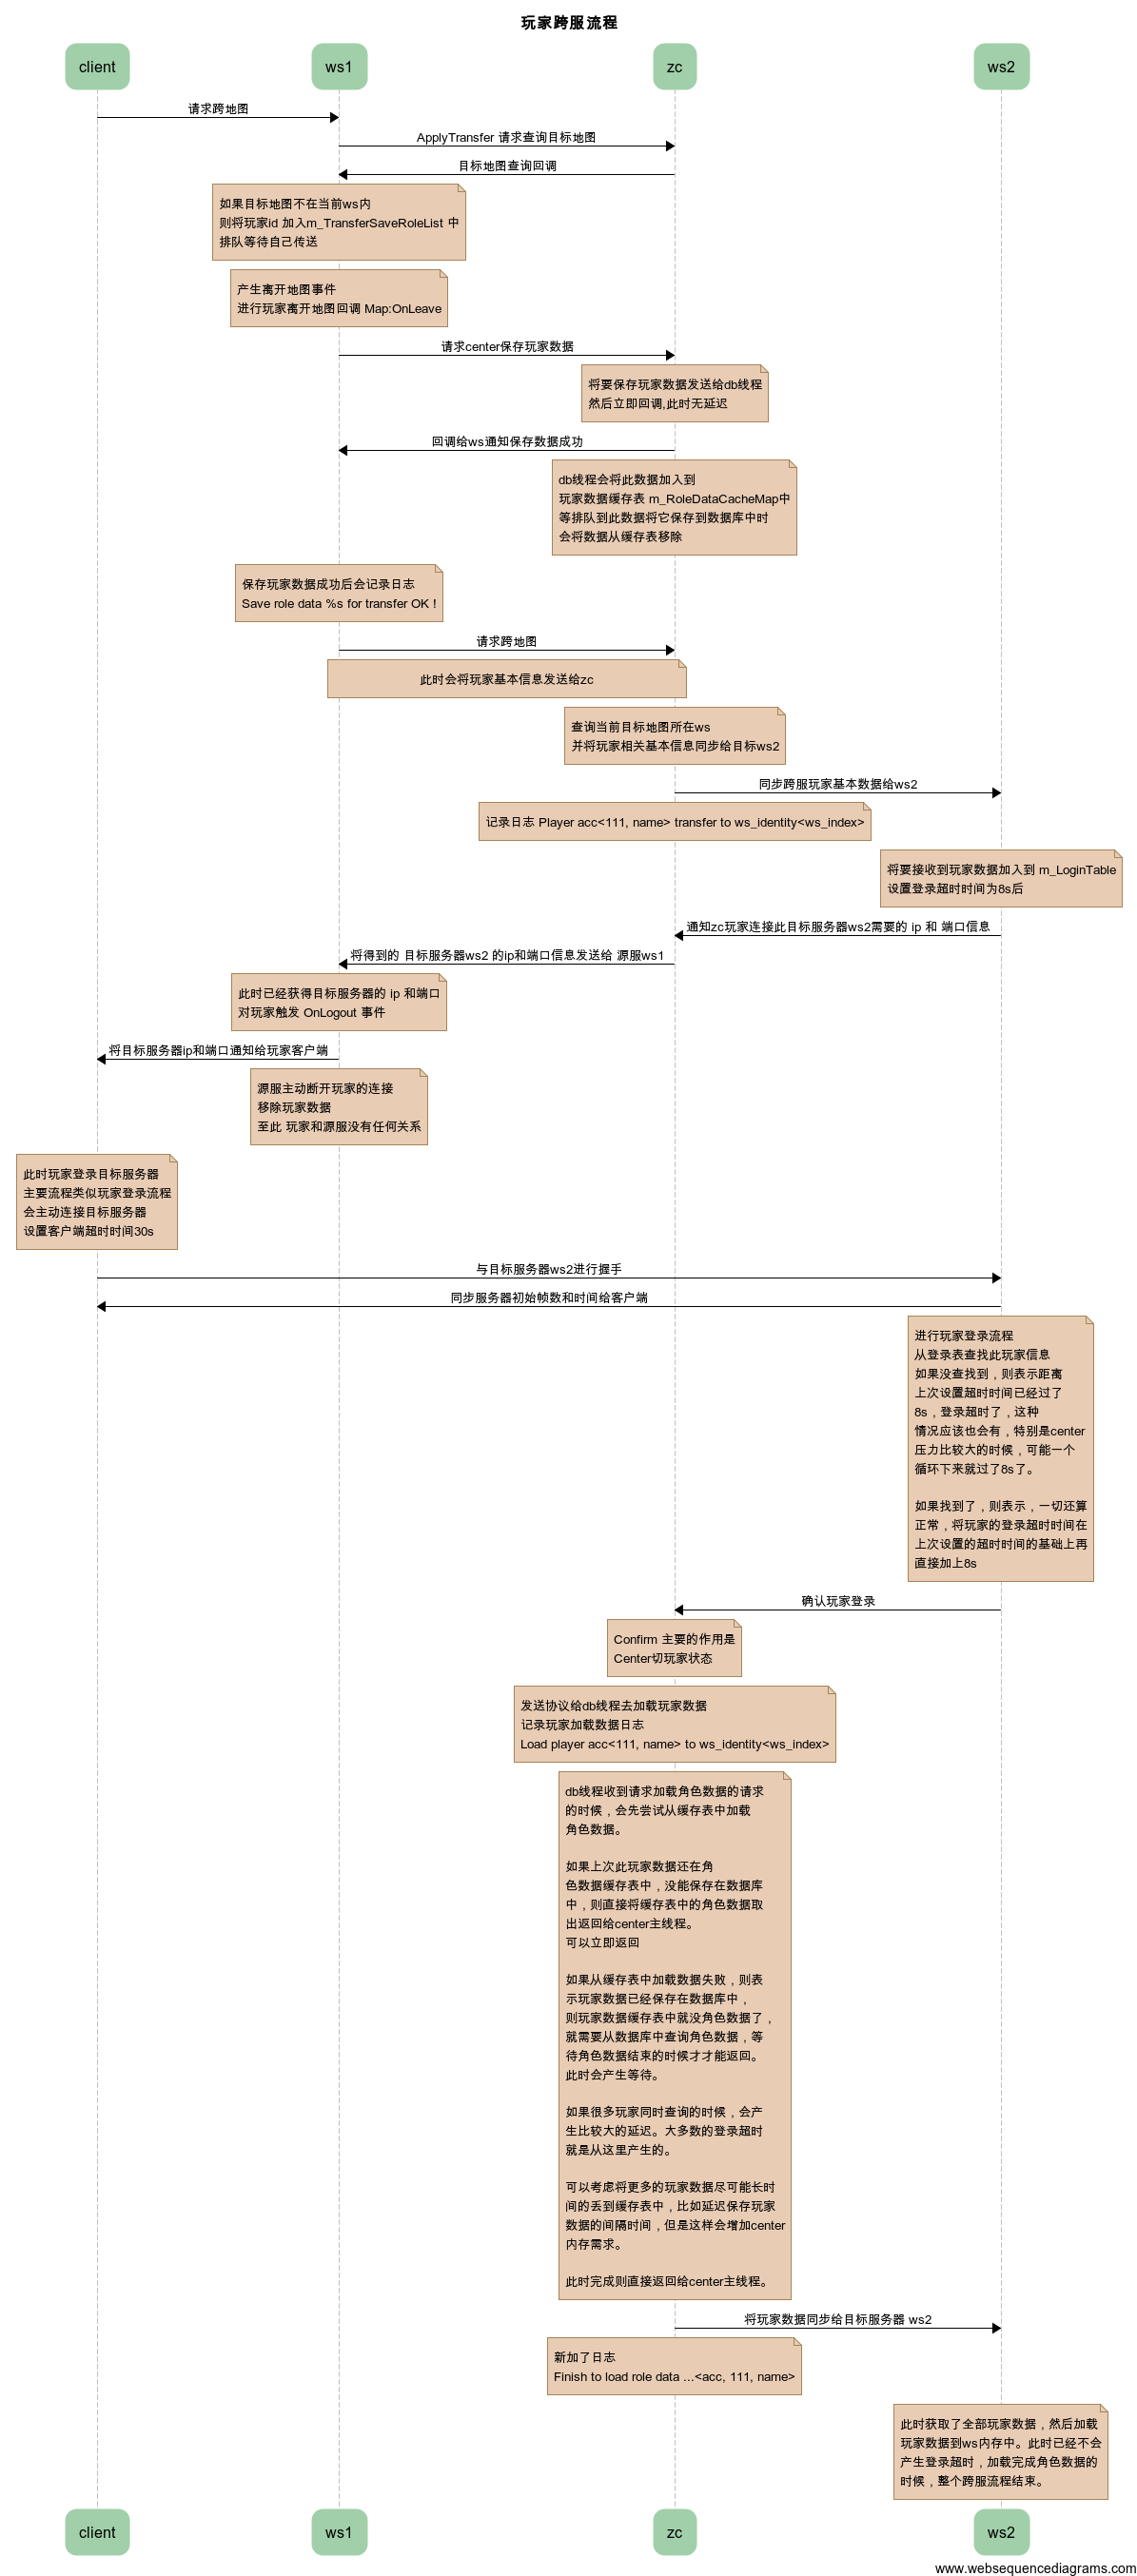 玩家跨服流程
client
ws1
zc
ws2
请求跨地图
ApplyTransfer 请求查询目标地图
目标地图查询回调
如果目标地图不在当前ws内
则将玩家id 加入m_TransferSaveRoleList 中
排队等待自己传送
产生离开地图事件
进行玩家离开地图回调 Map:OnLeave
请求center保存玩家数据
将要保存玩家数据发送给db线程
然后立即回调,此时无延迟
回调给ws通知保存数据成功
db线程会将此数据加入到
玩家数据缓存表 m_RoleDataCacheMap中
等排队到此数据将它保存到数据库中时
会将数据从缓存表移除
保存玩家数据成功后会记录日志
Save role data %s for transfer OK !
请求跨地图
此时会将玩家基本信息发送给zc
查询当前目标地图所在ws
并将玩家相关基本信息同步给目标ws2
同步跨服玩家基本数据给ws2
记录日志 Player acc<111, name> transfer to ws_identity<ws_index>
将要接收到玩家数据加入到 m_LoginTable
设置登录超时时间为8s后
通知zc玩家连接此目标服务器ws2需要的 ip 和 端口信息
将得到的 目标服务器ws2 的ip和端口信息发送给 源服ws1
此时已经获得目标服务器的 ip 和端口
对玩家触发 OnLogout 事件
将目标服务器ip和端口通知给玩家客户端
源服主动断开玩家的连接
移除玩家数据
至此 玩家和源服没有任何关系
此时玩家登录目标服务器
主要流程类似玩家登录流程
会主动连接目标服务器
设置客户端超时时间30s
与目标服务器ws2进行握手
同步服务器初始帧数和时间给客户端
进行玩家登录流程
从登录表查找此玩家信息
如果没查找到，则表示距离
上次设置超时时间已经过了
8s，登录超时了，这种
情况应该也会有，特别是center
压力比较大的时候，可能一个
循环下来就过了8s了。
如果找到了，则表示，一切还算
正常，将玩家的登录超时时间在
上次设置的超时时间的基础上再
直接加上8s
确认玩家登录
Confirm 主要的作用是
Center切玩家状态
发送协议给db线程去加载玩家数据
记录玩家加载数据日志
Load player acc<111, name> to ws_identity<ws_index>
db线程收到请求加载角色数据的请求
的时候，会先尝试从缓存表中加载
角色数据。
如果上次此玩家数据还在角
色数据缓存表中，没能保存在数据库
中，则直接将缓存表中的角色数据取
出返回给center主线程。
可以立即返回
如果从缓存表中加载数据失败，则表
示玩家数据已经保存在数据库中，
则玩家数据缓存表中就没角色数据了，
就需要从数据库中查询角色数据，等
待角色数据结束的时候才才能返回。
此时会产生等待。
如果很多玩家同时查询的时候，会产
生比较大的延迟。大多数的登录超时
就是从这里产生的。
可以考虑将更多的玩家数据尽可能长时
间的丢到缓存表中，比如延迟保存玩家
数据的间隔时间，但是这样会增加center
内存需求。
此时完成则直接返回给center主线程。
将玩家数据同步给目标服务器 ws2
新加了日志
Finish to load role data ...<acc, 111, name>
此时获取了全部玩家数据，然后加载
玩家数据到ws内存中。此时已经不会
产生登录超时，加载完成角色数据的
时候，整个跨服流程结束。
client
ws1
zc
ws2
www.websequencediagrams.com